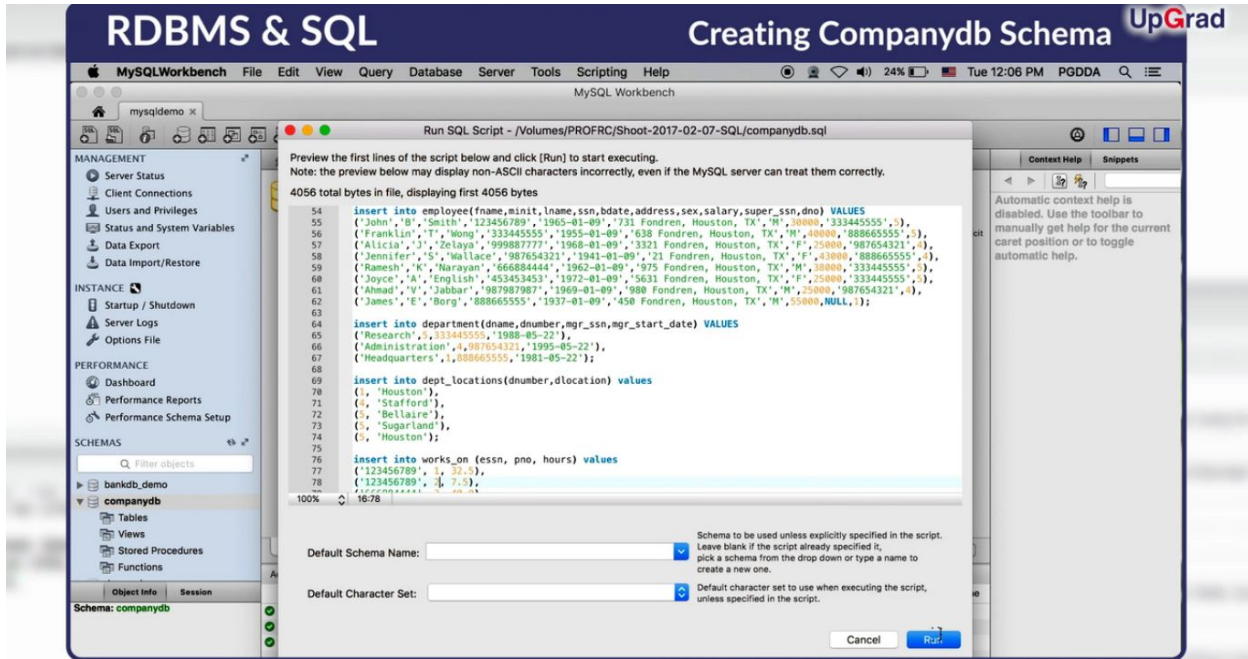 RDBMS & SQL
Creating Companydb Schema
UpGrad
MySQLWorkbench File Edit View Query Database Server Tools Scripting Help
24% Tue 12:06 PM PGDDA
MySQL Workbench
mysqldemo
Run SQL Script - /Volumes/PROFRC/Shoot-2017-02-07-SQL/companydb.sql
Preview the first lines of the script below and click [Run] to start executing.
Note: the preview below may display non-ASCII characters incorrectly, even if the MySQL server can treat them correctly.
4056 total bytes in file, displaying first 4056 bytes
54 insert into employee(fname,minit,lname,ssn,bdate,address,sex,salary,super_ssn,dno) VALUES
55 ('John','B','Smith','123456789','1965-01-09','731 Fondren, Houston, TX','M',30000,'333445555',5),
56 ('Franklin','T','Wong','333445555','1955-01-09','638 Fondren, Houston, TX','M',40000,'888665555',5),
57 ('Alicia','J','Zelaya','999887777','1968-01-09','3321 Fondren, Houston, TX','F',25000,'987654321',4),
58 ('Jennifer','S','Wallace','987654321','1941-01-09','21 Fondren, Houston, TX','F',43000,'888665555',4),
59 ('Ramesh','K','Narayan','666884444','1962-01-09','975 Fondren, Houston, TX','M',38000,'333445555',5),
60 ('Joyce','A','English','453453453','1972-01-09','5631 Fondren, Houston, TX','F',25000,'333445555',5),
61 ('Ahmad','V','Jabbar','987987987','1969-01-09','980 Fondren, Houston, TX','M',25000,'987654321',4),
62 ('James','E','Borg','888665555','1937-01-09','450 Fondren, Houston, TX','M',55000,NULL,1);
63
64 insert into department(dname,dnumber,mgr_ssn,mgr_start_date) VALUES
65 ('Research',5,333445555,'1988-05-22'),
66 ('Administration',4,987654321,'1995-05-22'),
67 ('Headquarters',1,888665555,'1981-05-22');
68
69 insert into dept_locations(dnumber,dlocation) values
70 (1, 'Houston'),
71 (4, 'Stafford'),
72 (5, 'Bellaire'),
73 (5, 'Sugarland'),
74 (5, 'Houston');
75
76 insert into works_on (essn, pno, hours) values
77 ('123456789', 1, 32.5),
78 ('123456789', 2, 7.5),
100% 16:78
Default Schema Name:
Schema to be used unless explicitly specified in the script.
Leave blank if the script already specified it,
pick a schema from the drop down or type a name to
create a new one.
Default Character Set:
Default character set to use when executing the script,
unless specified in the script.
Cancel
Run
MANAGEMENT
Server Status
Client Connections
Users and Privileges
Status and System Variables
Data Export
Data Import/Restore
INSTANCE
Startup / Shutdown
Server Logs
Options File
PERFORMANCE
Dashboard
Performance Reports
Performance Schema Setup
SCHEMAS
Filter objects
bankdb_demo
companydb
Tables
Views
Stored Procedures
Functions
Object Info Session
Schema: companydb
Context Help Snippets
Automatic context help is
disabled. Use the toolbar to
manually get help for the current
caret position or to toggle
automatic help.